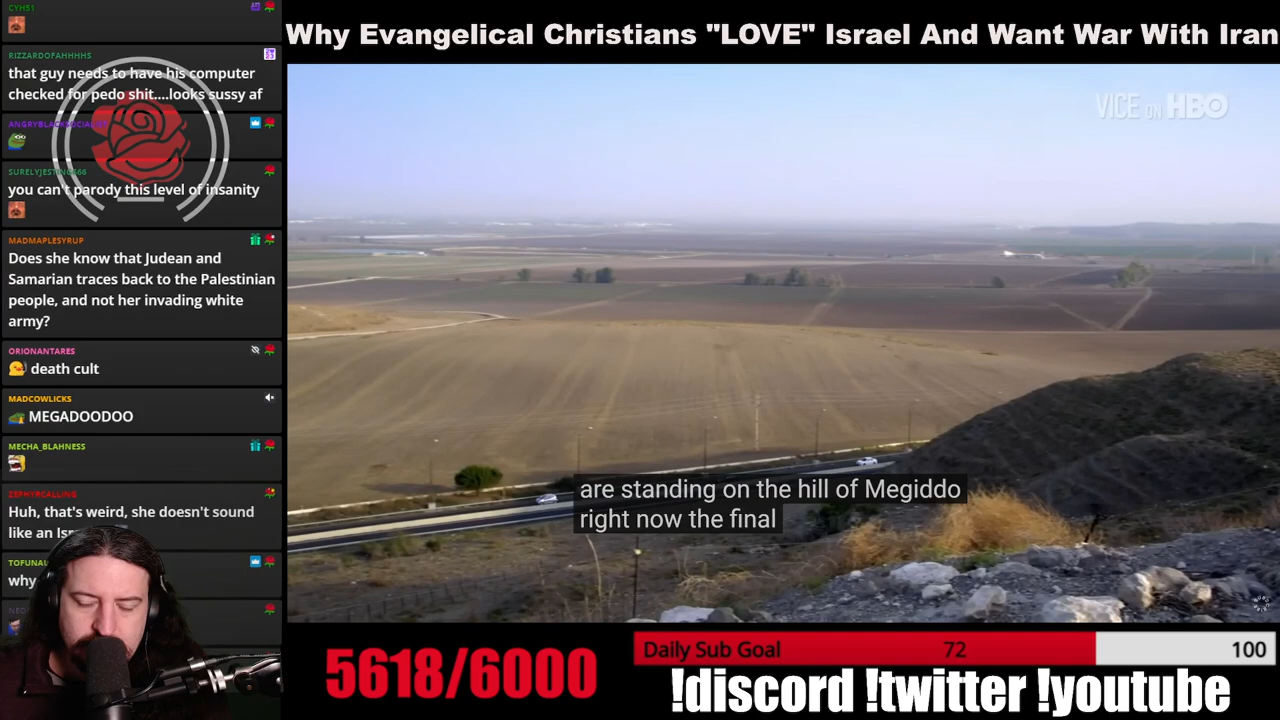 CYH51
RIZZARDOFAHHHHS
that guy needs to have his computer
checked for pedo shit....looks sussy af
SURELYJESTING666
you can't parody this level of insanity
MADMAPLESYRUP
Does she know that Judean and
Samarian traces back to the Palestinian
people, and not her invading white
army?
ORIONANTARES
death cult
MADCOWLICKS
MEGADOODOO
MECHA_BLAHNESS
ZEPHYRCALLING
Huh, that's weird, she doesn't sound
like an
why
Why Evangelical Christians "LOVE" Israel And Want War With Iran
VICE ON HBO
are standing on the hill of Megiddo
right now the final
5618/6000
Daily Sub Goal 72 100
!discord !twitter !youtube